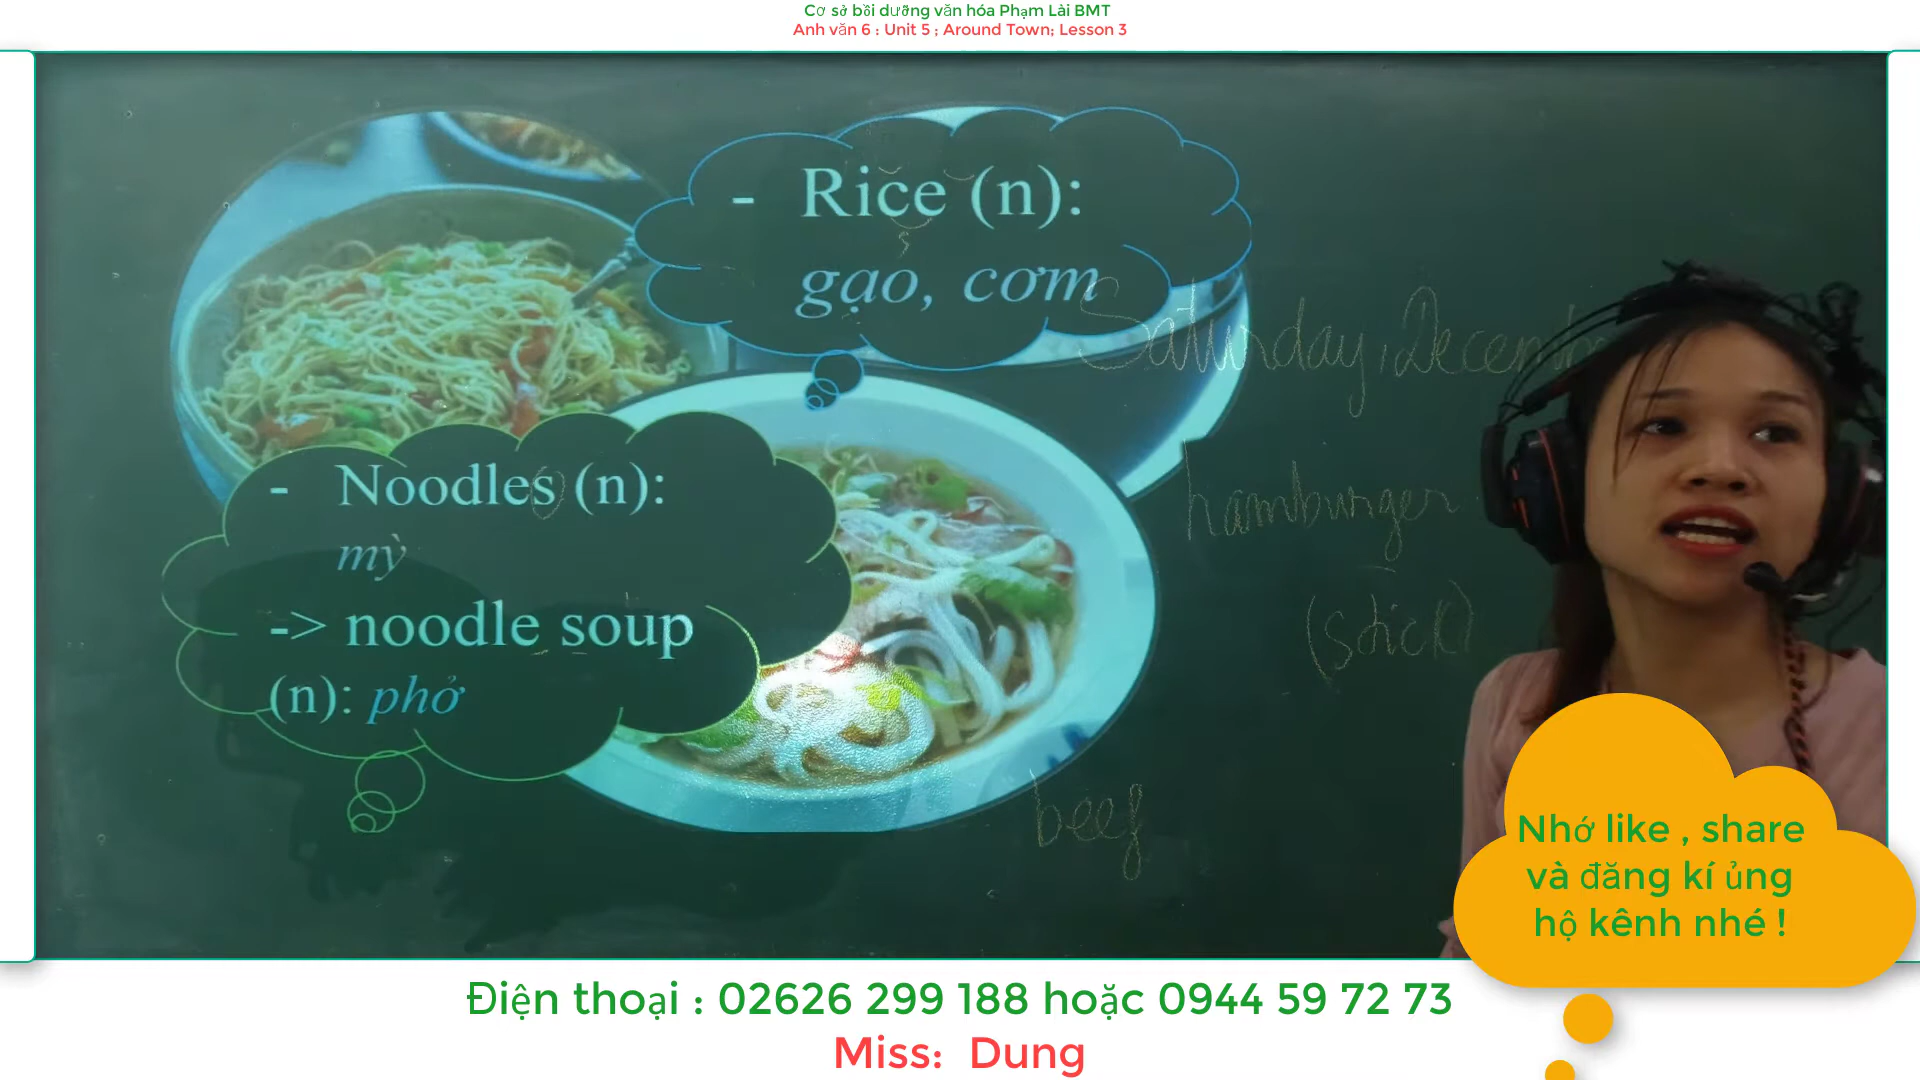 Cơ sở bồi dưỡng văn hóa Phạm Lài BMT
Anh văn 6 : Unit 5 ; Around Town; Lesson 3
- Rice (n):
gạo, cơm
Saturday, Decemb
- Noodles (n):
mỳ
hamburger
-> noodle soup
(stick)
(n): phở
beef
Nhớ like , share
và đăng kí ủng
hộ kênh nhé !
Điện thoại : 02626 299 188 hoặc 0944 59 72 73
Miss: Dung